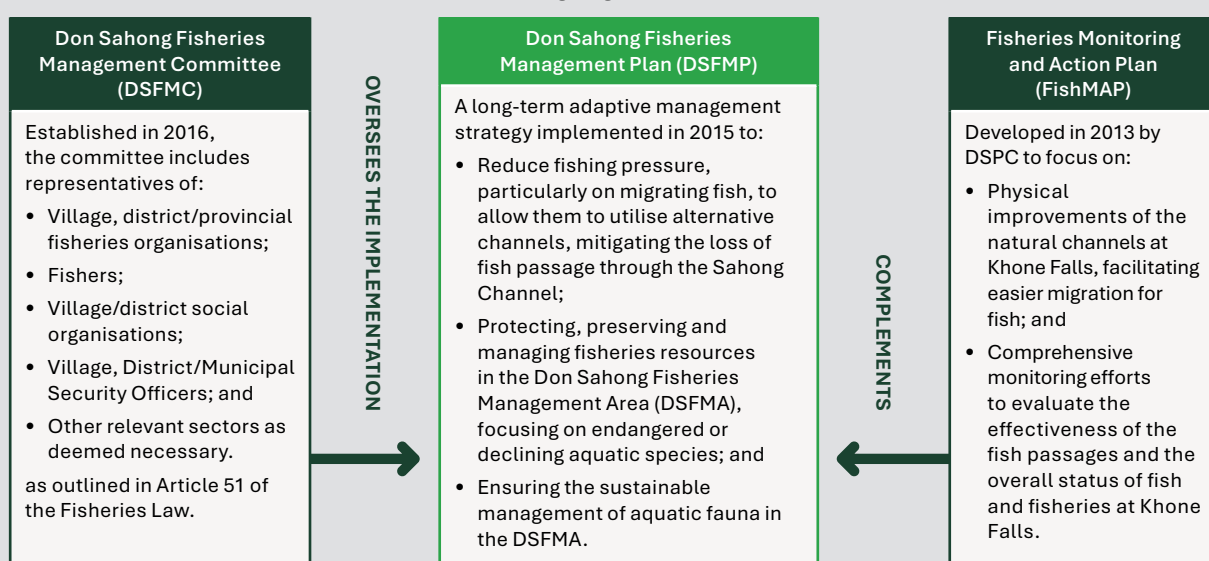 Don Sahong Fisheries
Management Committee
(DSFMC)
Established in 2016,
the committee includes
representatives of:
• Village, district/provincial
fisheries organisations;
• Fishers;
• Village/district social
organisations;
• Village, District/Municipal
Security Officers; and
• Other relevant sectors as
deemed necessary.
as outlined in Article 51 of
the Fisheries Law.
OVERSEES THE IMPLEMENTATION
Don Sahong Fisheries
Management Plan (DSFMP)
A long-term adaptive management
strategy implemented in 2015 to:
• Reduce fishing pressure,
particularly on migrating fish, to
allow them to utilise alternative
channels, mitigating the loss of
fish passage through the Sahong
Channel;
• Protecting, preserving and
managing fisheries resources
in the Don Sahong Fisheries
Management Area (DSFMA),
focusing on endangered or
declining aquatic species; and
• Ensuring the sustainable
management of aquatic fauna in
the DSFMA.
COMPLEMENTS
Fisheries Monitoring
and Action Plan
(FishMAP)
Developed in 2013 by
DSPC to focus on:
• Physical
improvements of the
natural channels at
Khone Falls, facilitating
easier migration for
fish; and
• Comprehensive
monitoring efforts
to evaluate the
effectiveness of the
fish passages and the
overall status of fish
and fisheries at Khone
Falls.